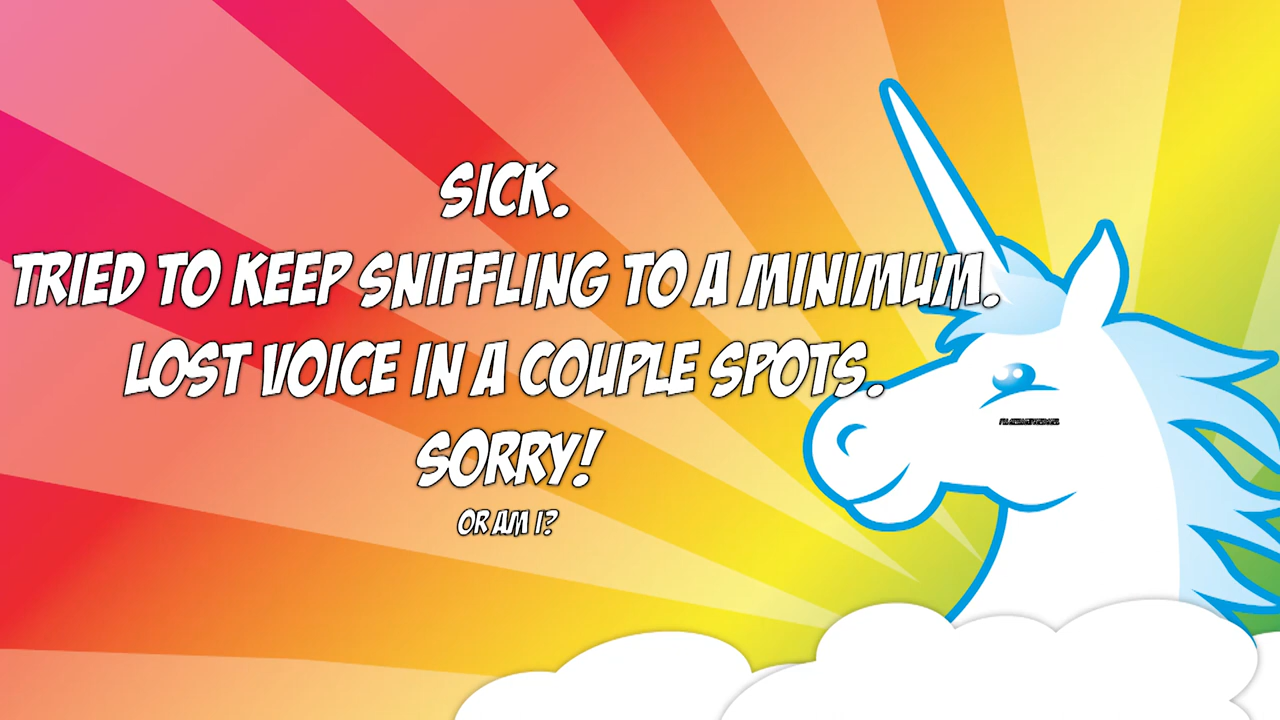 SICK.
TRIED TO KEEP SNIFFLING TO A MINIMUM.
LOST VOICE IN A COUPLE SPOTS.
SORRY!
OR AM I?